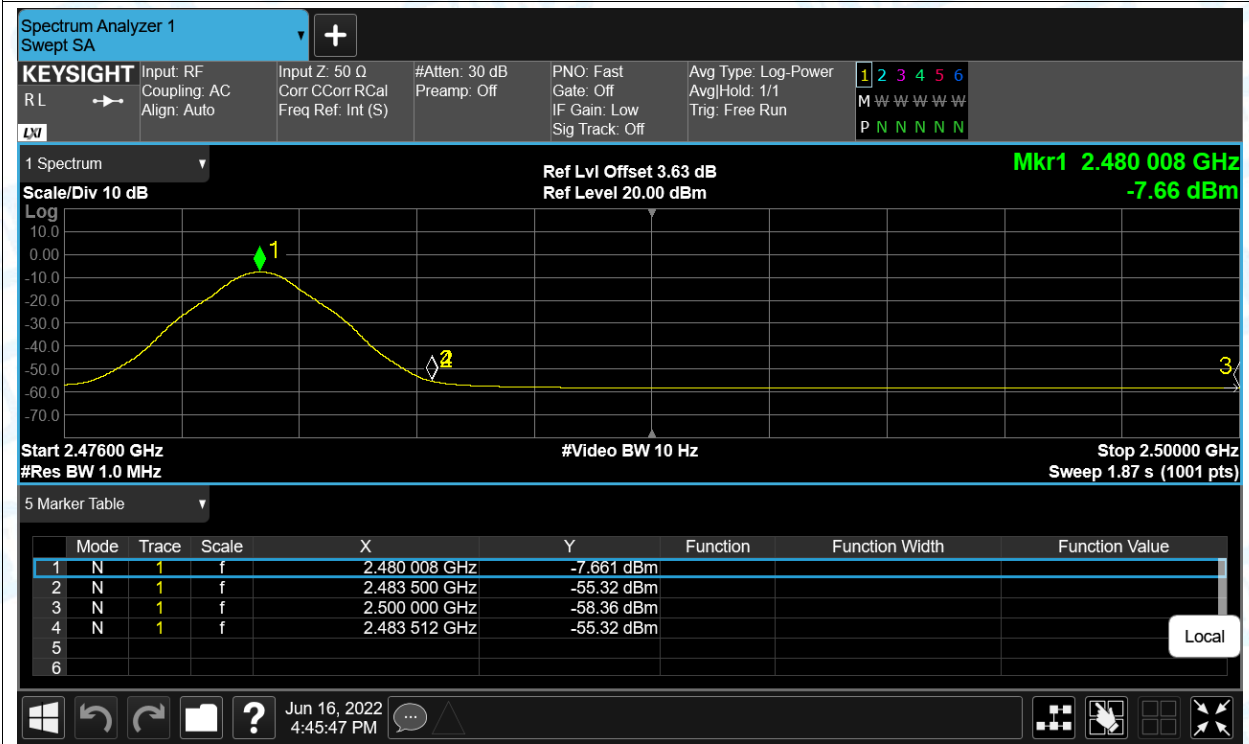 Spectrum Analyzer 1
Swept SA
KEYSIGHT
R L
LXI
Input: RF
Coupling: AC
Align: Auto
Input Z: 50 Ω
Corr CCorr RCal
Freq Ref: Int (S)
#Atten: 30 dB
Preamp: Off
PNO: Fast
Gate: Off
IF Gain: Low
Sig Track: Off
Avg Type: Log-Power
Avg|Hold: 1/1
Trig: Free Run
1 2 3 4 5 6
M W W W W W
P N N N N N
1 Spectrum
Scale/Div 10 dB
Ref Lvl Offset 3.63 dB
Ref Level 20.00 dBm
Mkr1 2.480 008 GHz
-7.66 dBm
Log
10.0
0.00
-10.0
-20.0
-30.0
-40.0
-50.0
-60.0
-70.0
1
3
Start 2.47600 GHz
#Video BW 10 Hz
Stop 2.50000 GHz
#Res BW 1.0 MHz
Sweep 1.87 s (1001 pts)
5 Marker Table
Mode Trace Scale X Y Function Function Width Function Value
1 N 1 f 2.480 008 GHz -7.661 dBm
2 N 1 f 2.483 500 GHz -55.32 dBm
3 N 1 f 2.500 000 GHz -58.36 dBm
4 N 1 f 2.483 512 GHz -55.32 dBm
5
6
Local
?
Jun 16, 2022
4:45:47 PM